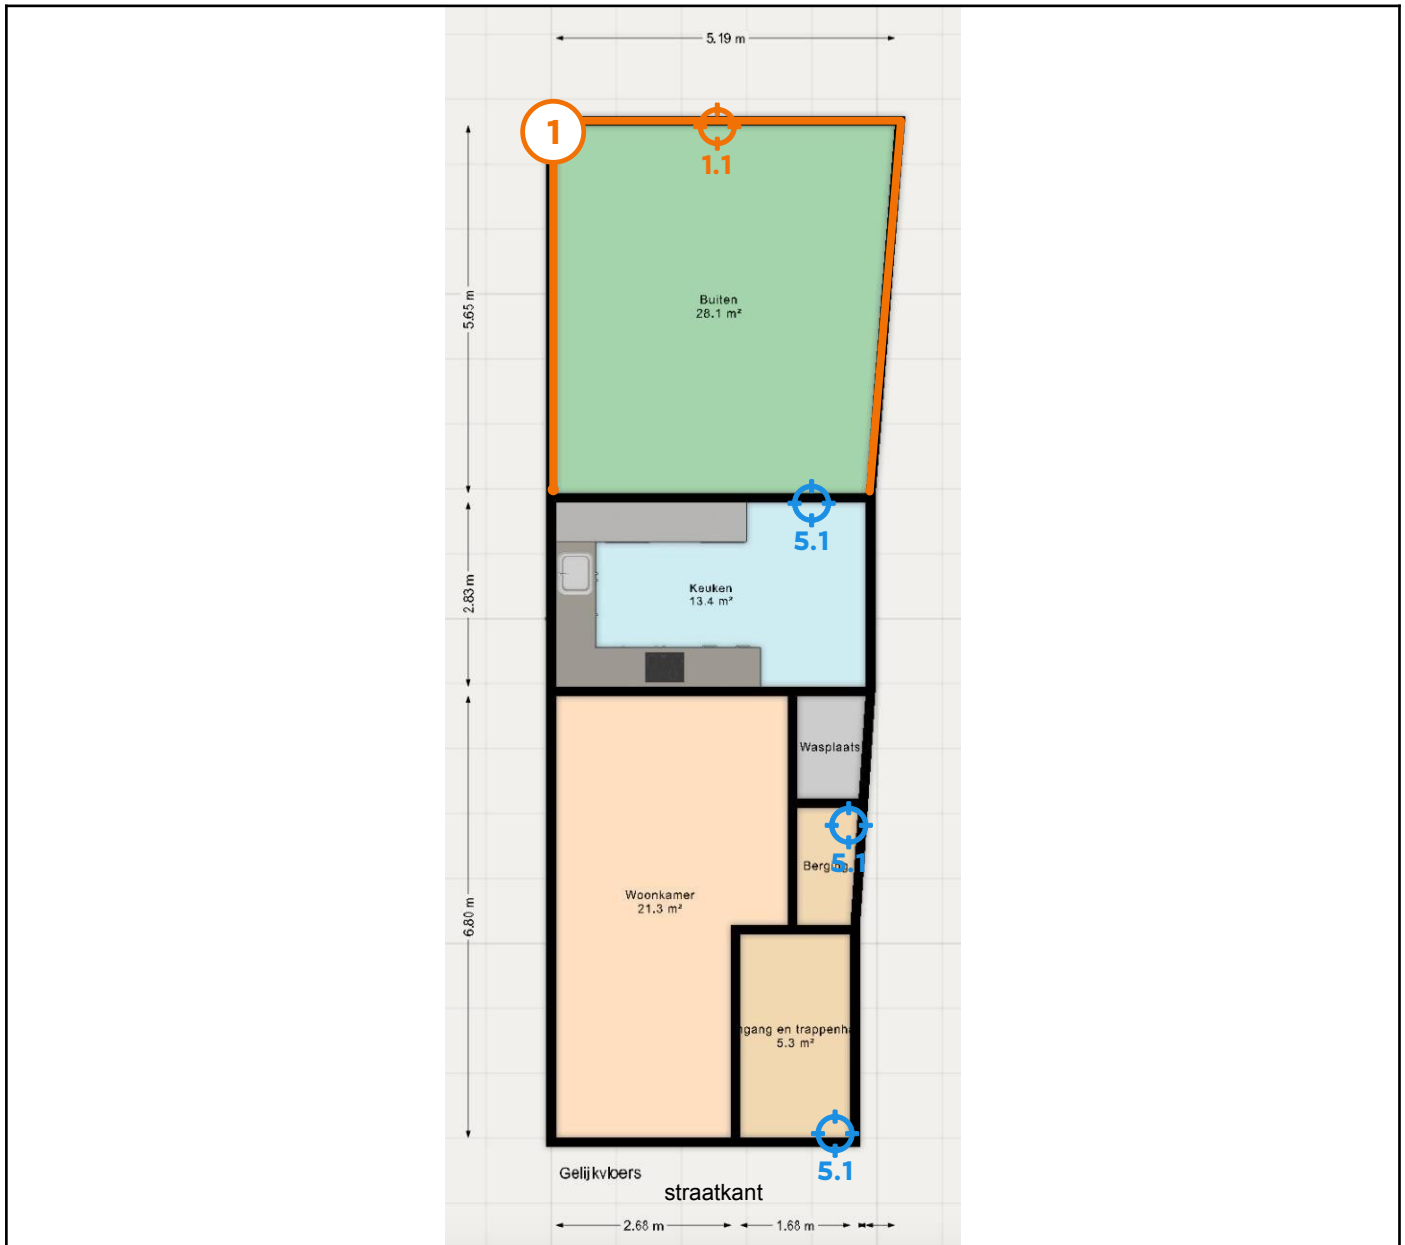 5.19 m
1
1.1
5.65 m
Buiten
28.1 m²
5.1
2.83 m
Keuken
13.4 m²
Wasplaats
5.1
Berging
6.80 m
Woonkamer
21.3 m²
en
5.3 m²
5.1
Gelijkvloers
straatkant
2.68 m
1.68 m